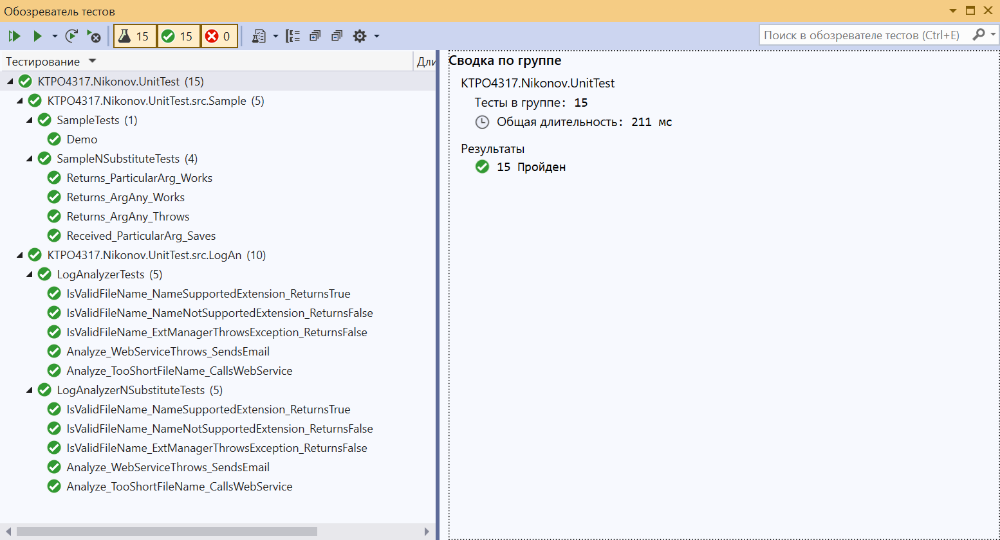 Обозреватель тестов
15 15 0
Поиск в обозревателе тестов (Ctrl+E)
Тестирование Дли
KTPO4317.Nikonov.UnitTest (15)
KTPO4317.Nikonov.UnitTest.src.Sample (5)
SampleTests (1)
Demo
SampleNSubstituteTests (4)
Returns_ParticularArg_Works
Returns_ArgAny_Works
Returns_ArgAny_Throws
Received_ParticularArg_Saves
KTPO4317.Nikonov.UnitTest.src.LogAn (10)
LogAnalyzerTests (5)
IsValidFileName_NameSupportedExtension_ReturnsTrue
IsValidFileName_NameNotSupportedExtension_ReturnsFalse
IsValidFileName_ExtManagerThrowsException_ReturnsFalse
Analyze_WebServiceThrows_SendsEmail
Analyze_TooShortFileName_CallsWebService
LogAnalyzerNSubstituteTests (5)
IsValidFileName_NameSupportedExtension_ReturnsTrue
IsValidFileName_NameNotSupportedExtension_ReturnsFalse
IsValidFileName_ExtManagerThrowsException_ReturnsFalse
Analyze_WebServiceThrows_SendsEmail
Analyze_TooShortFileName_CallsWebService
Сводка по группе
KTPO4317.Nikonov.UnitTest
Тесты в группе: 15
Общая длительность: 211 мс
Результаты
15 Пройден